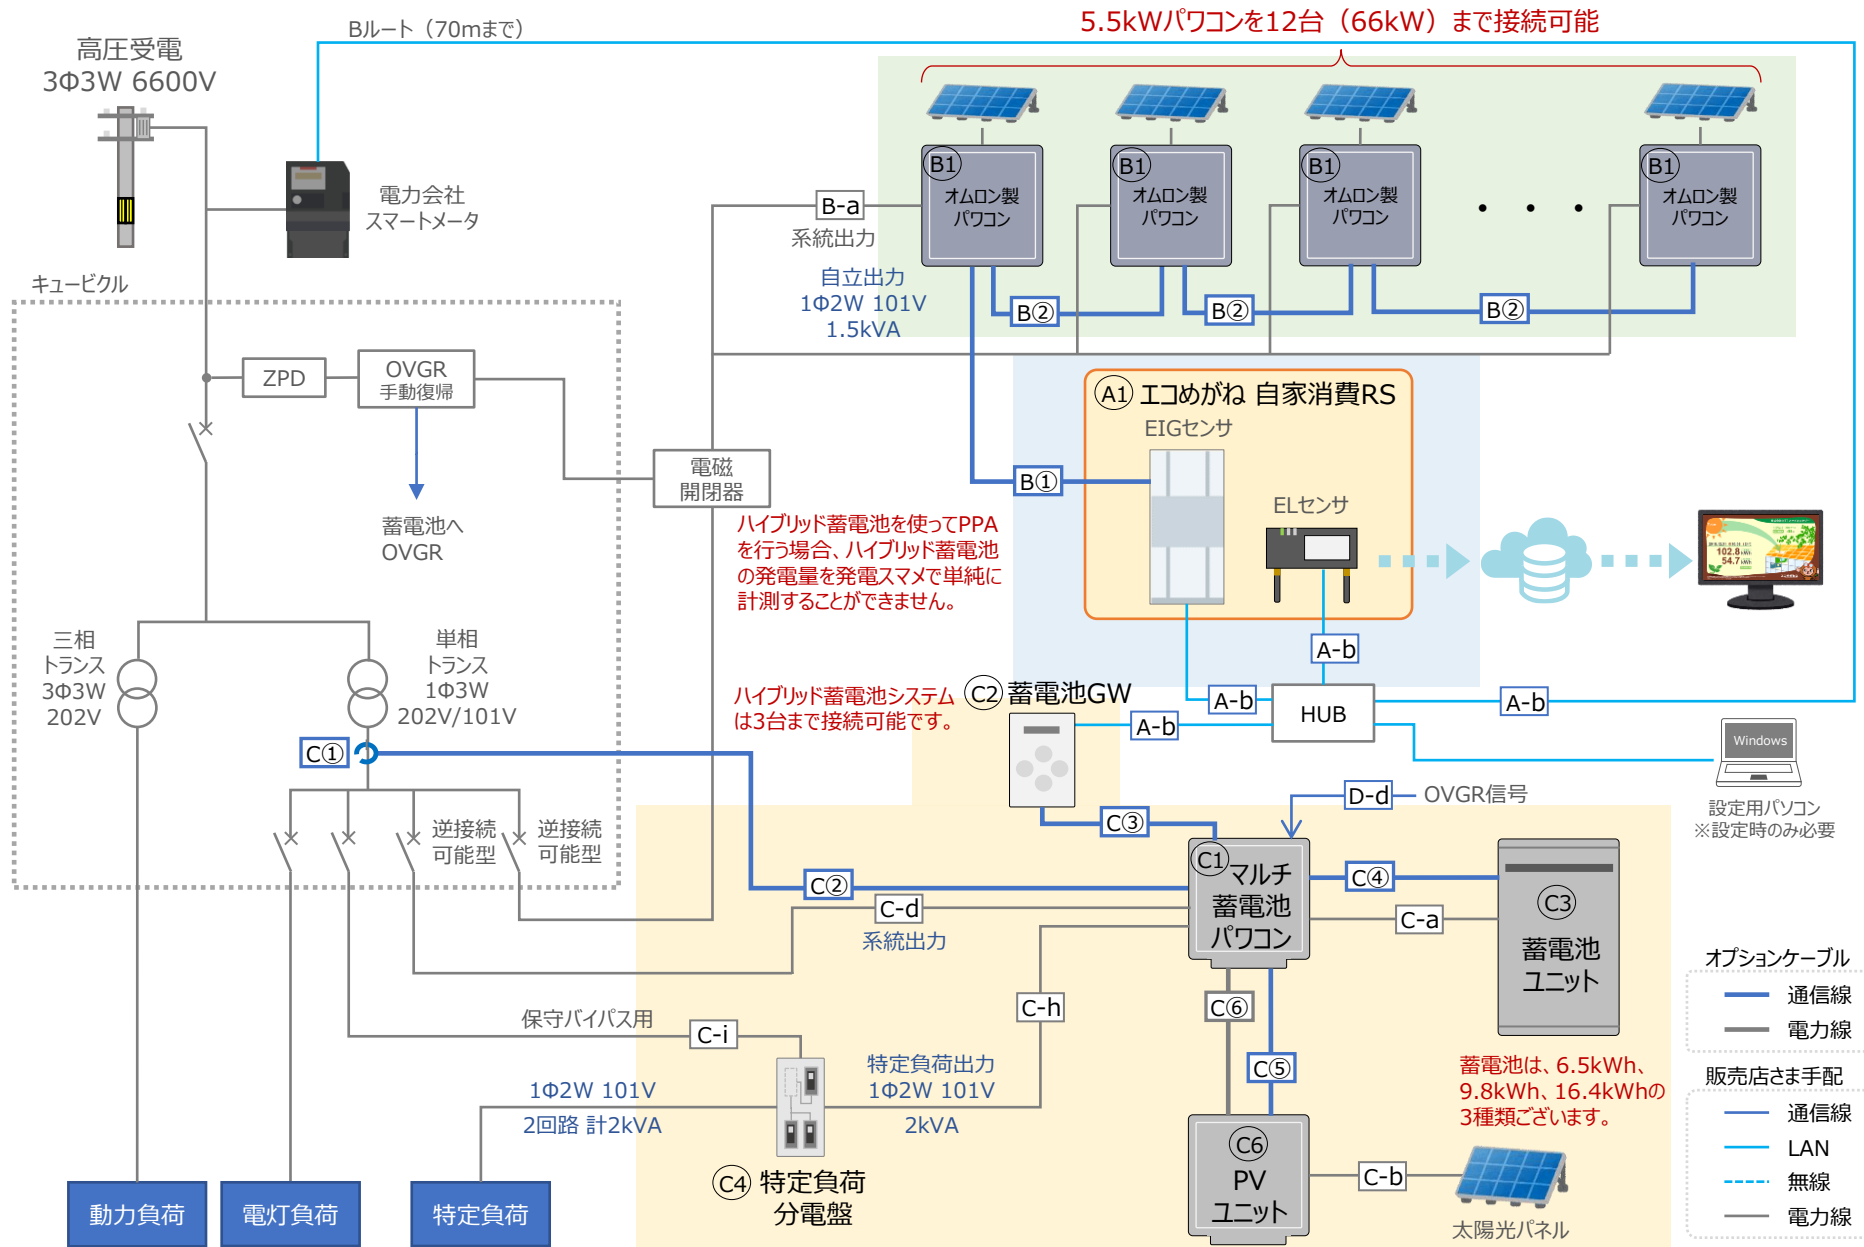 5.5kWパワコンを12台（66kW）まで接続可能
Bルート（70mまで）
高圧受電
3Φ3W 6600V
電力会社
スマートメータ
キュービクル
B1
オムロン製
パワコン
B1
オムロン製
パワコン
B1
オムロン製
パワコン
・・・
B1
オムロン製
パワコン
B-a
系統出力
自立出力
1Φ2W 101V
1.5kVA
B②
B②
B②
ZPD
OVGR
手動復帰
蓄電池へ
OVGR
電磁
開閉器
A1 エコめがね 自家消費RS
EIGセンサ
B①
ELセンサ
102.8 kWh
54.7 kWh
ハイブリッド蓄電池を使ってPPA
を行う場合、ハイブリッド蓄電池
の発電量を発電スマメで単純に
計測することができません。
三相
トランス
3Φ3W
202V
単相
トランス
1Φ3W
202V/101V
A-b
A-b
A-b
A-b
HUB
ハイブリッド蓄電池システム
は3台まで接続可能です。
C2 蓄電池GW
Windows
設定用パソコン
※設定時のみ必要
C①
D-d
OVGR信号
C③
逆接続
可能型
逆接続
可能型
C1
マルチ
蓄電池
パワコン
C②
C④
C-d
系統出力
C-a
C3
蓄電池
ユニット
C-h
C⑥
C⑤
保守バイパス用
C-i
特定負荷出力
1Φ2W 101V
2kVA
1Φ2W 101V
2回路 計2kVA
蓄電池は、6.5kWh、
9.8kWh、16.4kWhの
3種類ございます。
C6
PV
ユニット
C-b
太陽光パネル
C4 特定負荷
分電盤
動力負荷
電灯負荷
特定負荷
オプションケーブル
通信線
電力線
販売店さま手配
通信線
LAN
無線
電力線